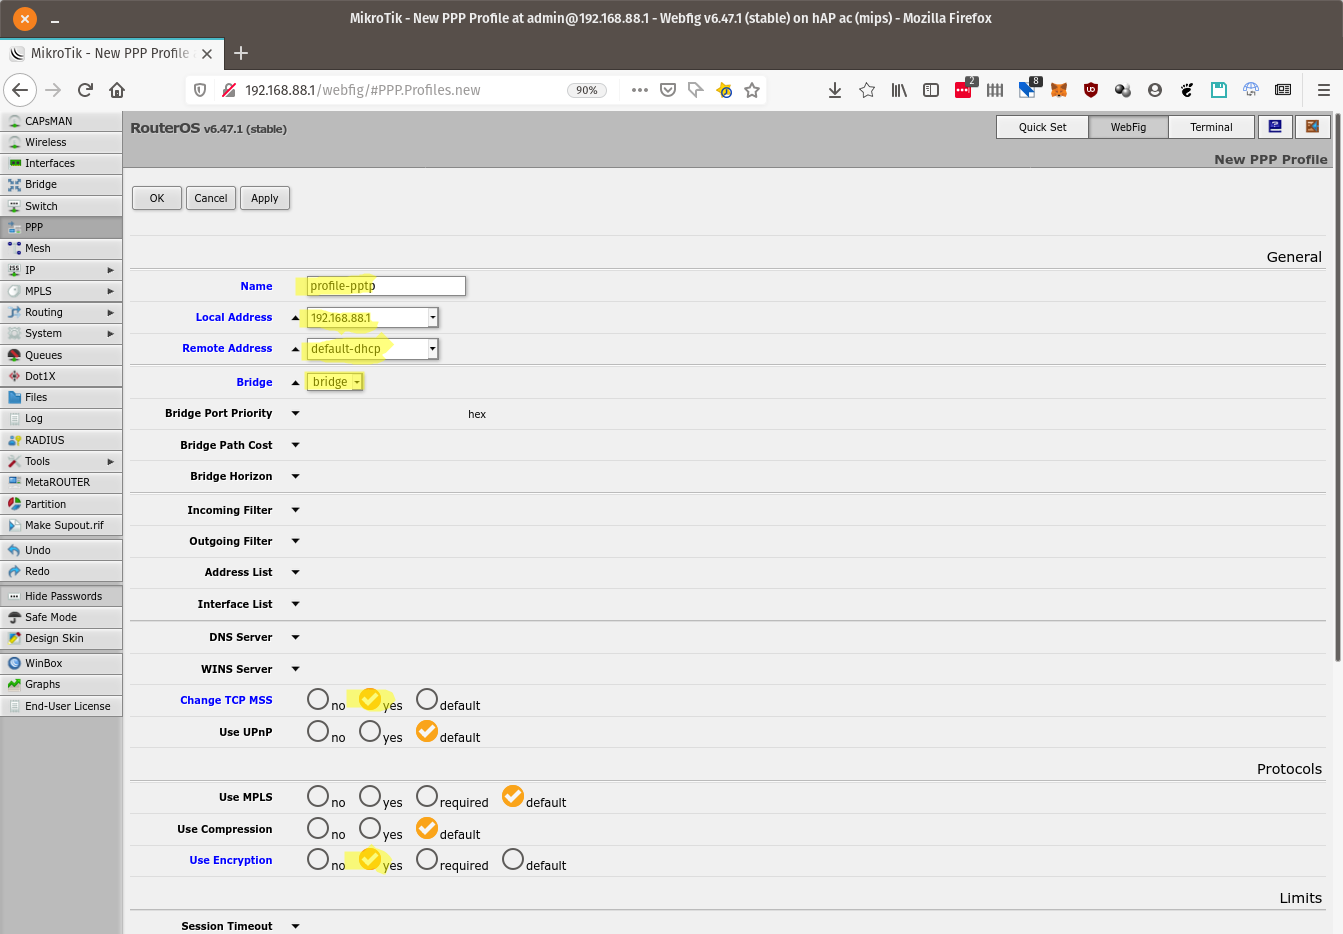 MikroTik - New PPP Profile at admin@192.168.88.1 - Webfig v6.47.1 (stable) on hAP ac (mips) - Mozilla Firefox
MikroTik - New PPP Profile
192.168.88.1/webfig/#PPP.Profiles.new
90%
2
8
CAPsMAN
Wireless
Interfaces
Bridge
Switch
PPP
Mesh
IP
MPLS
Routing
System
Queues
Dot1X
Files
Log
RADIUS
Tools
MetaROUTER
Partition
Make Supout.rif
Undo
Redo
Hide Passwords
Safe Mode
Design Skin
WinBox
Graphs
End-User License
RouterOS v6.47.1 (stable)
Quick Set
WebFig
Terminal
New PPP Profile
OK
Cancel
Apply
General
Name profile-pptp
Local Address 192.168.88.1
Remote Address default-dhcp
Bridge bridge
Bridge Port Priority hex
Bridge Path Cost
Bridge Horizon
Incoming Filter
Outgoing Filter
Address List
Interface List
DNS Server
WINS Server
Change TCP MSS no yes default
Use UPnP no yes default
Protocols
Use MPLS no yes required default
Use Compression no yes default
Use Encryption no yes required default
Limits
Session Timeout